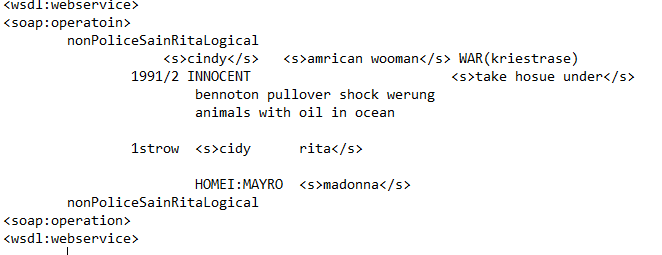 <wsdl:webservice>
<soap:operatoin>
nonPoliceSainRitaLogical
<s>cindy</s> <s>amrican wooman</s> WAR(kriestrase)
1991/2 INNOCENT <s>take hosue under</s>
bennoton pullover shock werung
animals with oil in ocean
1strow <s>cidy rita</s>
HOMEI:MAYRO <s>madonna</s>
nonPoliceSainRitaLogical
<soap:operation>
<wsdl:webservice>